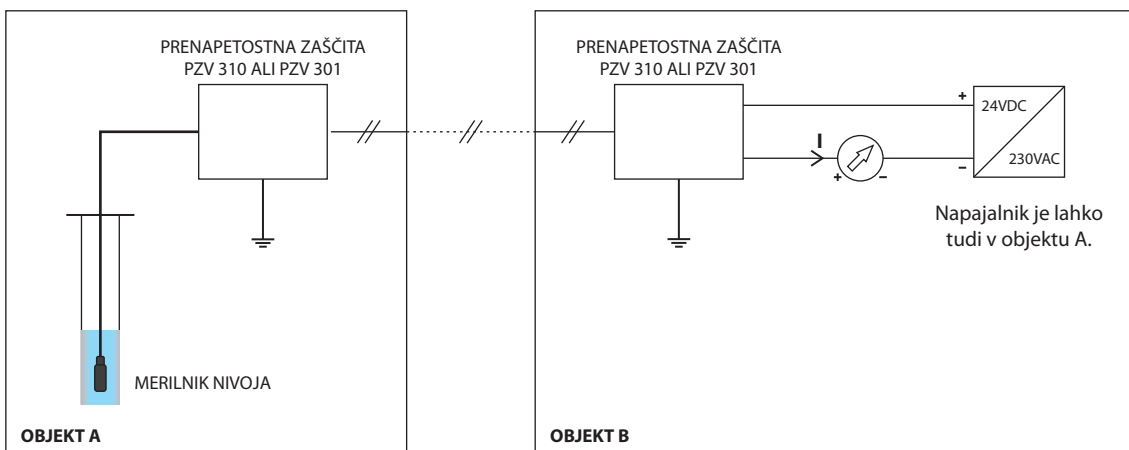 PRENAPETOSTNA ZAŠČITA
PZV 310 ALI PZV 301
MERILNIK NIVOJA
OBJEKT A
PRENAPETOSTNA ZAŠČITA
PZV 310 ALI PZV 301
I
+ -
+
-
24VDC
230VAC
Napajalnik je lahko
tudi v objektu A.
OBJEKT B